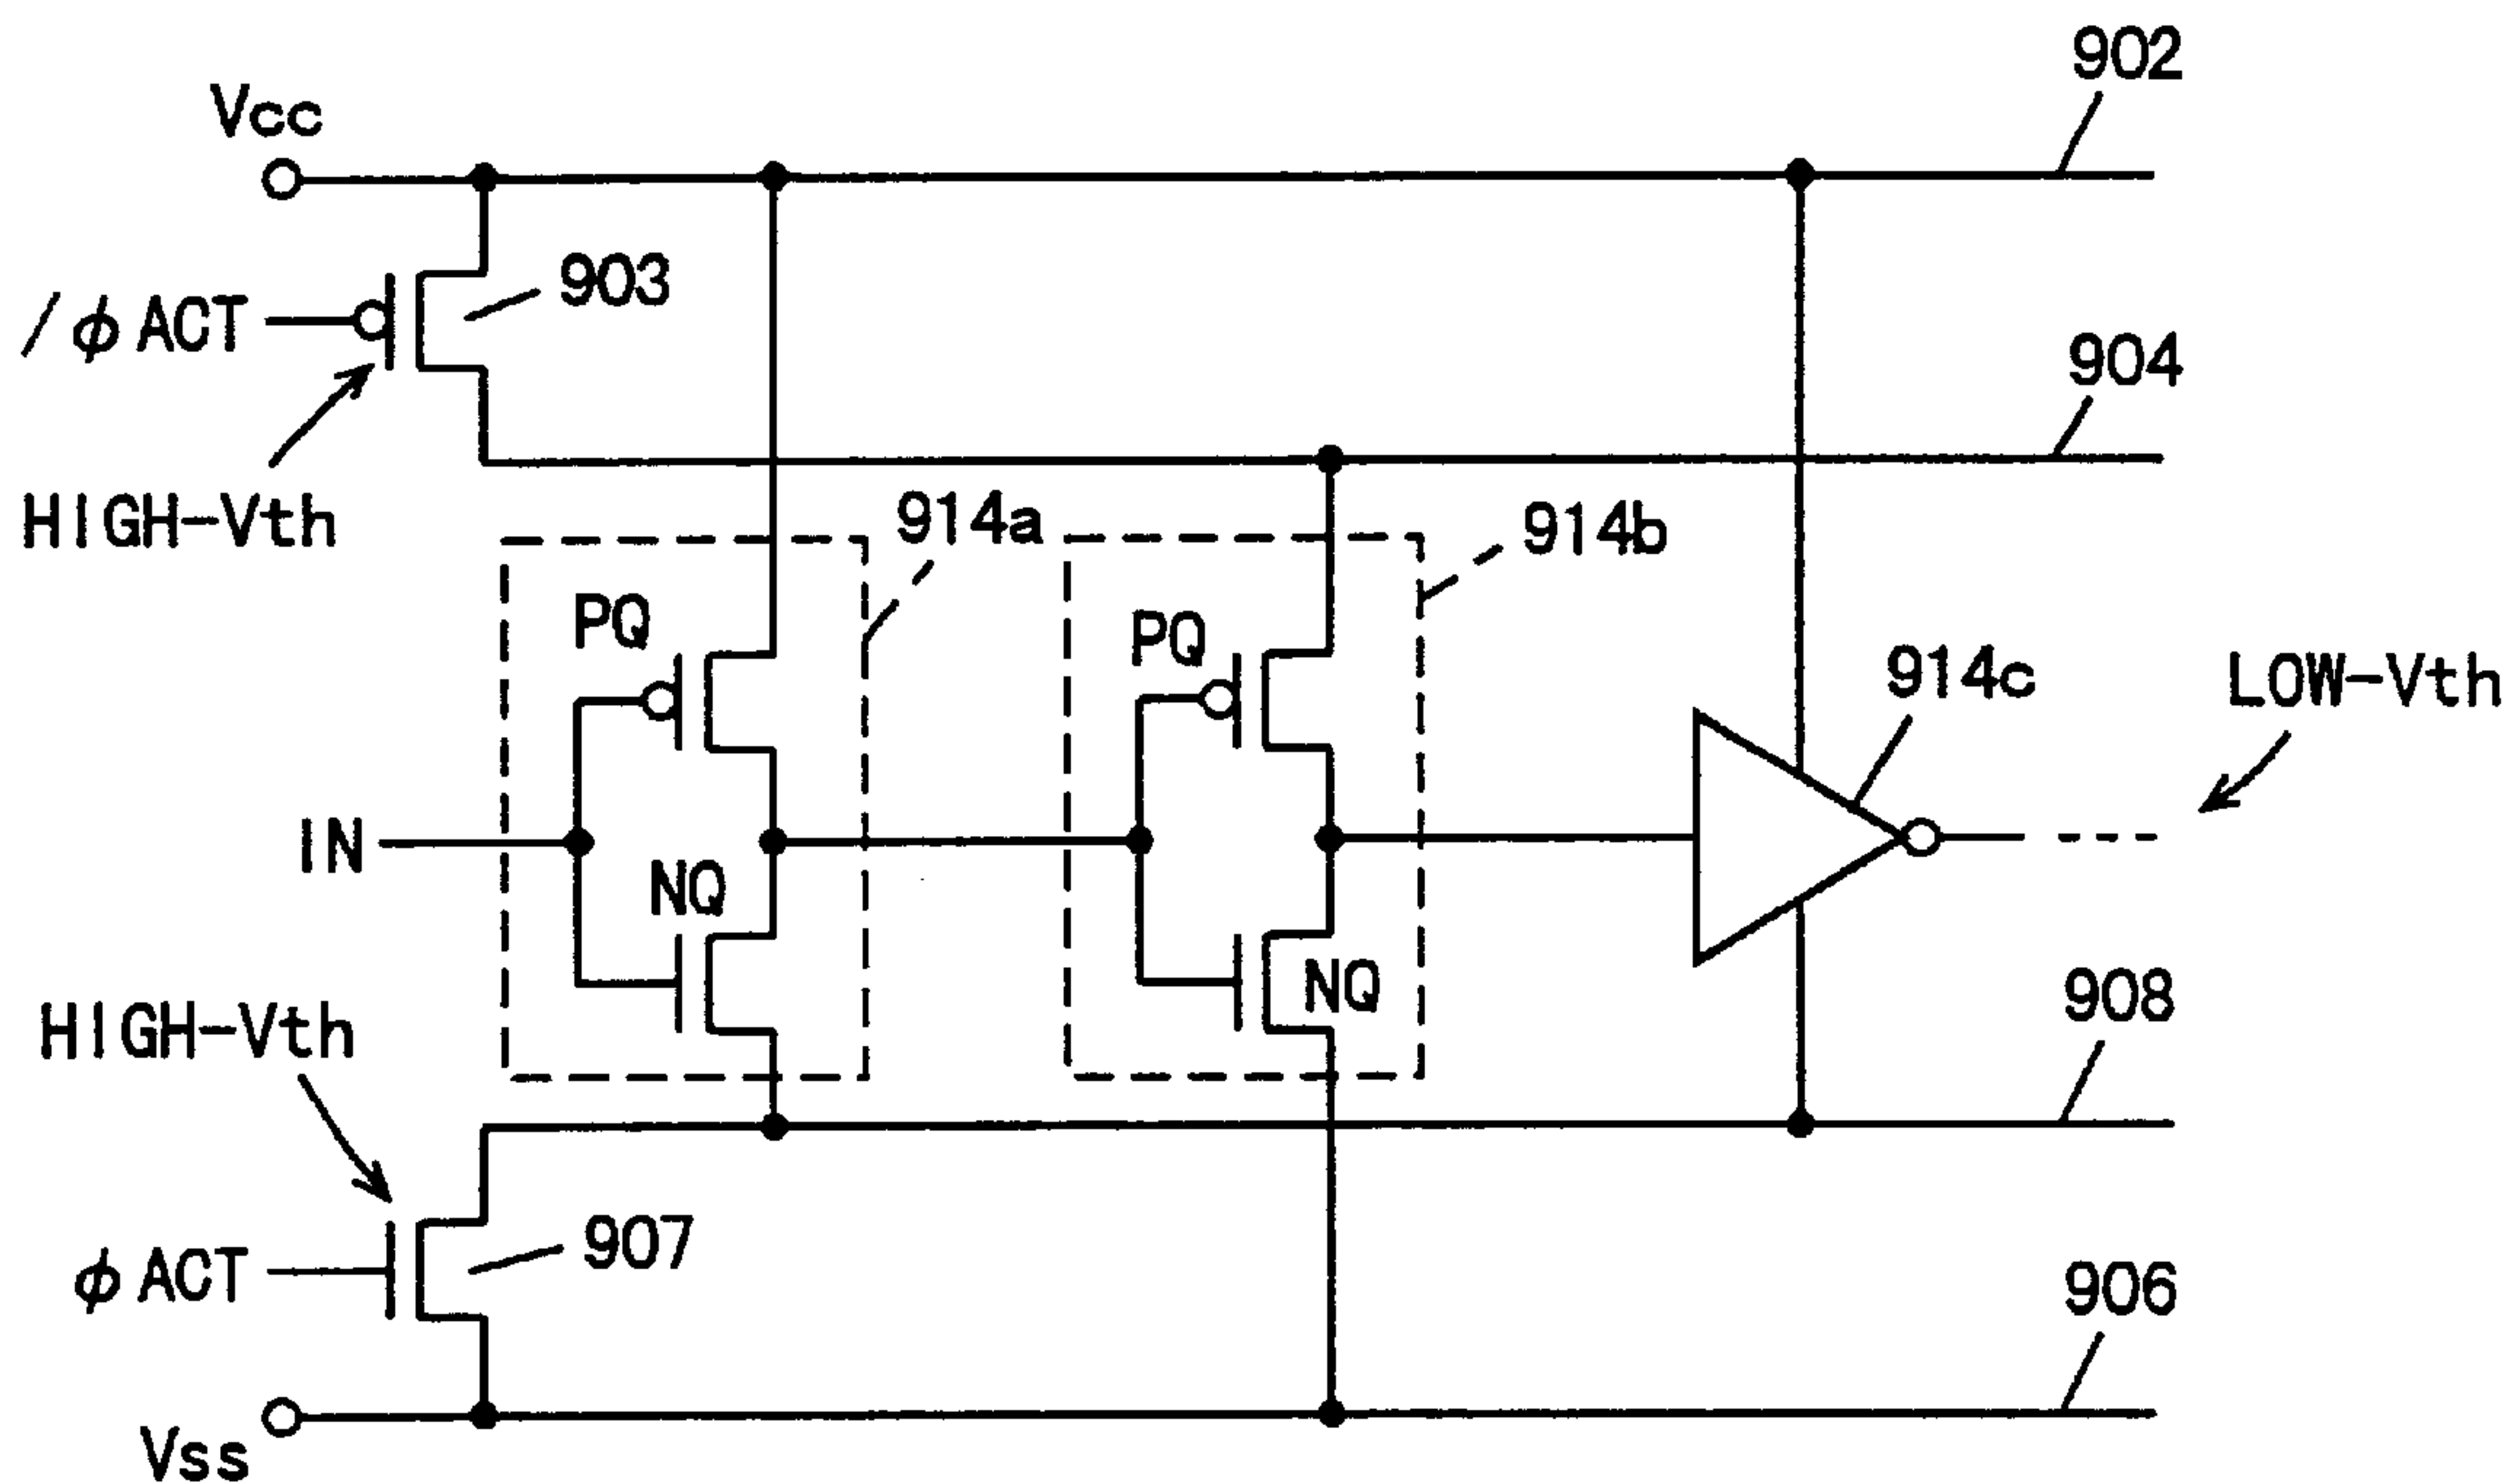 902
Vcc
903
/φACT
904
HIGH-Vth
914a
914b
PQ
PQ
914c
LOW-Vth
IN
NQ
NQ
908
HIGH-Vth
907
φACT
906
Vss